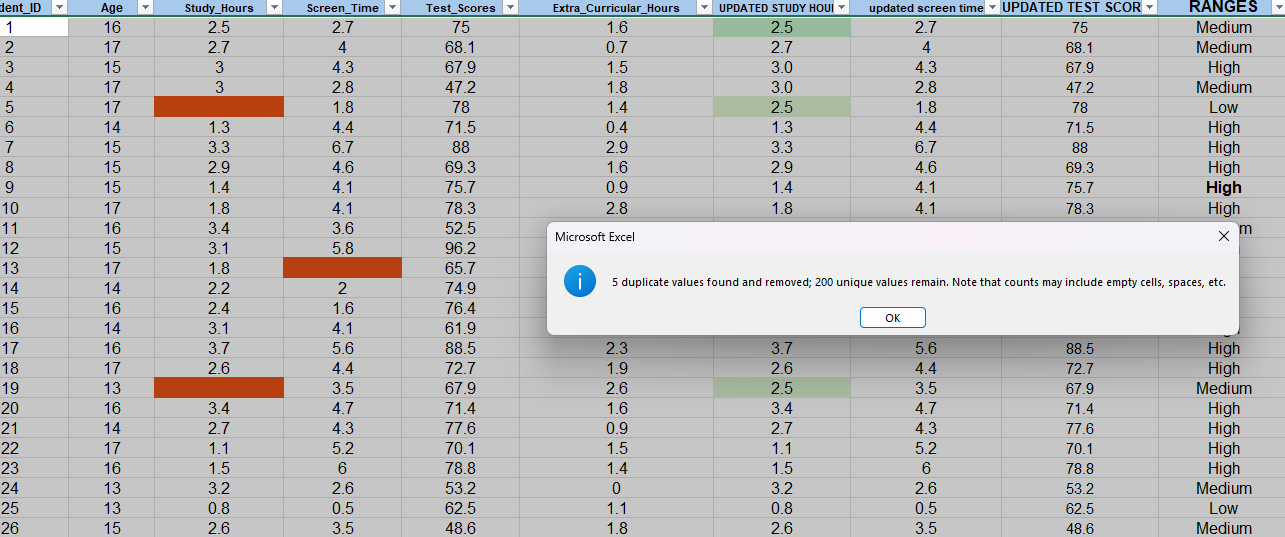 dent_ID Age Study_Hours Screen_Time Test_Scores Extra_Curricular_Hours UPDATED STUDY HOU updated screen time UPDATED TEST SCOR RANGES
1 16 2.5 2.7 75 1.6 2.5 2.7 75 Medium
2 17 2.7 4 68.1 0.7 2.7 4 68.1 Medium
3 15 3 4.3 67.9 1.5 3.0 4.3 67.9 High
4 17 3 2.8 47.2 1.8 3.0 2.8 47.2 Medium
5 17 1.8 78 1.4 2.5 1.8 78 Low
6 14 1.3 4.4 71.5 0.4 1.3 4.4 71.5 High
7 15 3.3 6.7 88 2.9 3.3 6.7 88 High
8 15 2.9 4.6 69.3 1.6 2.9 4.6 69.3 High
9 15 1.4 4.1 75.7 0.9 1.4 4.1 75.7 High
10 17 1.8 4.1 78.3 2.8 1.8 4.1 78.3 High
11 16 3.4 3.6 52.5
12 15 3.1 5.8 96.2
13 17 1.8 65.7
14 14 2.2 2 74.9
15 16 2.4 1.6 76.4
16 14 3.1 4.1 61.9
Microsoft Excel
5 duplicate values found and removed; 200 unique values remain. Note that counts may include empty cells, spaces, etc.
OK
17 16 3.7 5.6 88.5 2.3 3.7 5.6 88.5 High
18 17 2.6 4.4 72.7 1.9 2.6 4.4 72.7 High
19 13 3.5 67.9 2.6 2.5 3.5 67.9 Medium
20 16 3.4 4.7 71.4 1.6 3.4 4.7 71.4 High
21 14 2.7 4.3 77.6 0.9 2.7 4.3 77.6 High
22 17 1.1 5.2 70.1 1.5 1.1 5.2 70.1 High
23 16 1.5 6 78.8 1.4 1.5 6 78.8 High
24 13 3.2 2.6 53.2 0 3.2 2.6 53.2 Medium
25 13 0.8 0.5 62.5 1.1 0.8 0.5 62.5 Low
26 15 2.6 3.5 48.6 1.8 2.6 3.5 48.6 Medium